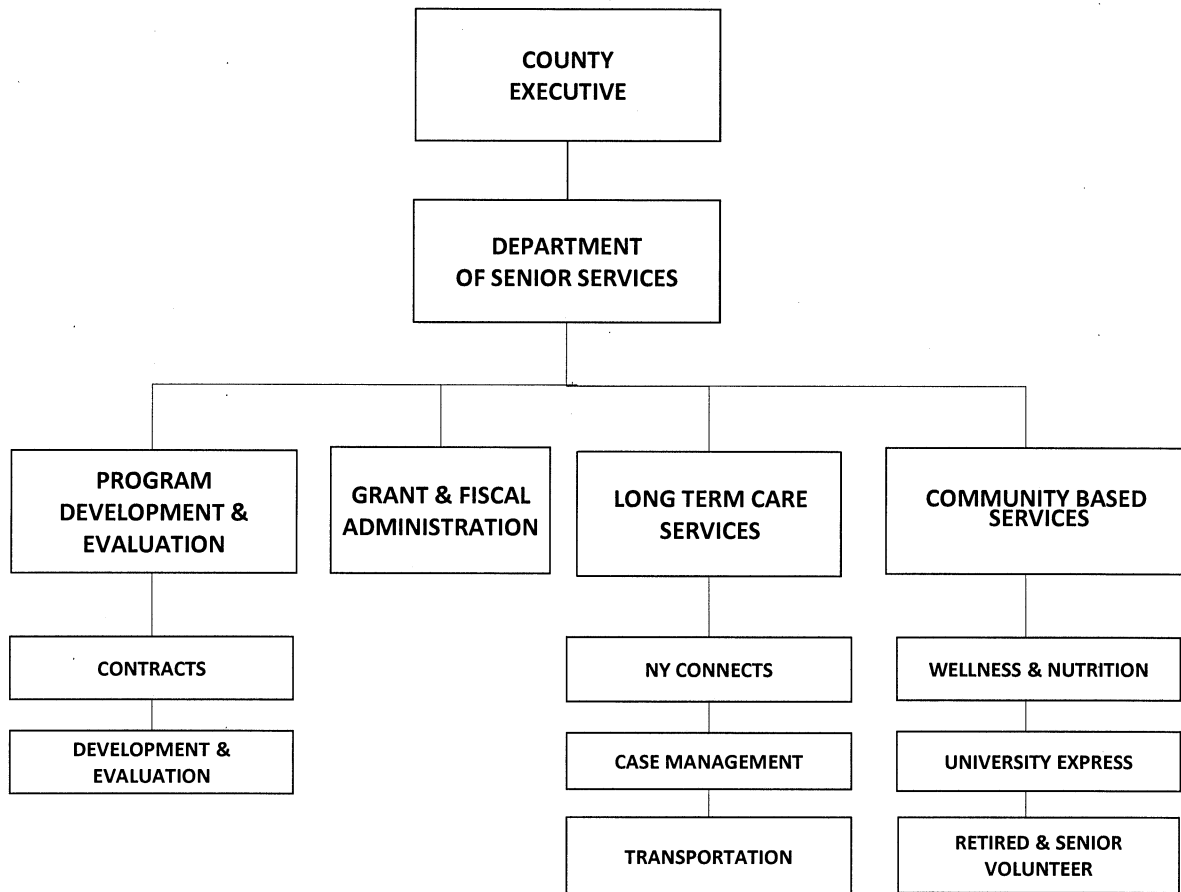 COUNTY
EXECUTIVE
DEPARTMENT
OF SENIOR SERVICES
PROGRAM
DEVELOPMENT &
EVALUATION
GRANT & FISCAL
ADMINISTRATION
LONG TERM CARE
SERVICES
COMMUNITY BASED
SERVICES
CONTRACTS
NY CONNECTS
WELLNESS & NUTRITION
DEVELOPMENT &
EVALUATION
CASE MANAGEMENT
UNIVERSITY EXPRESS
TRANSPORTATION
RETIRED & SENIOR
VOLUNTEER